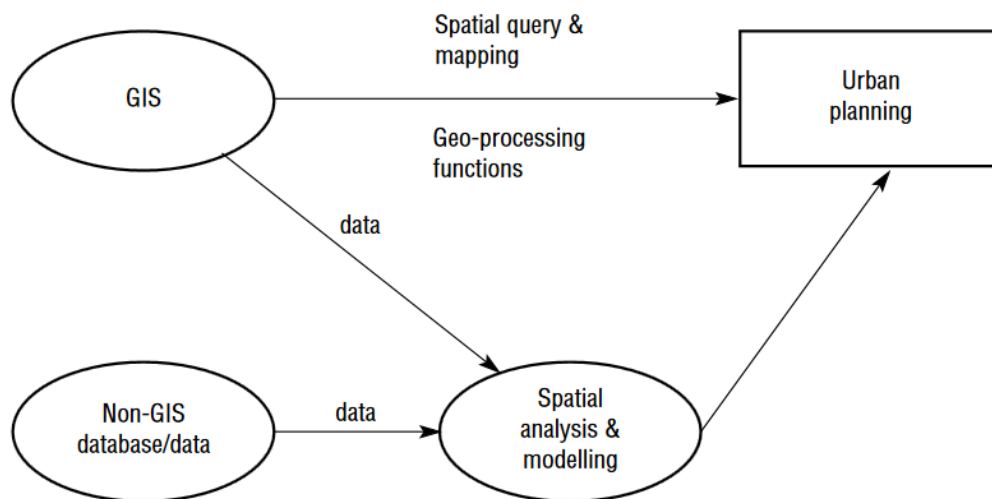 Spatial query &
mapping
GIS
Urban
planning
Geo-processing
functions
data
Non-GIS
database/data
data
Spatial
analysis &
modelling